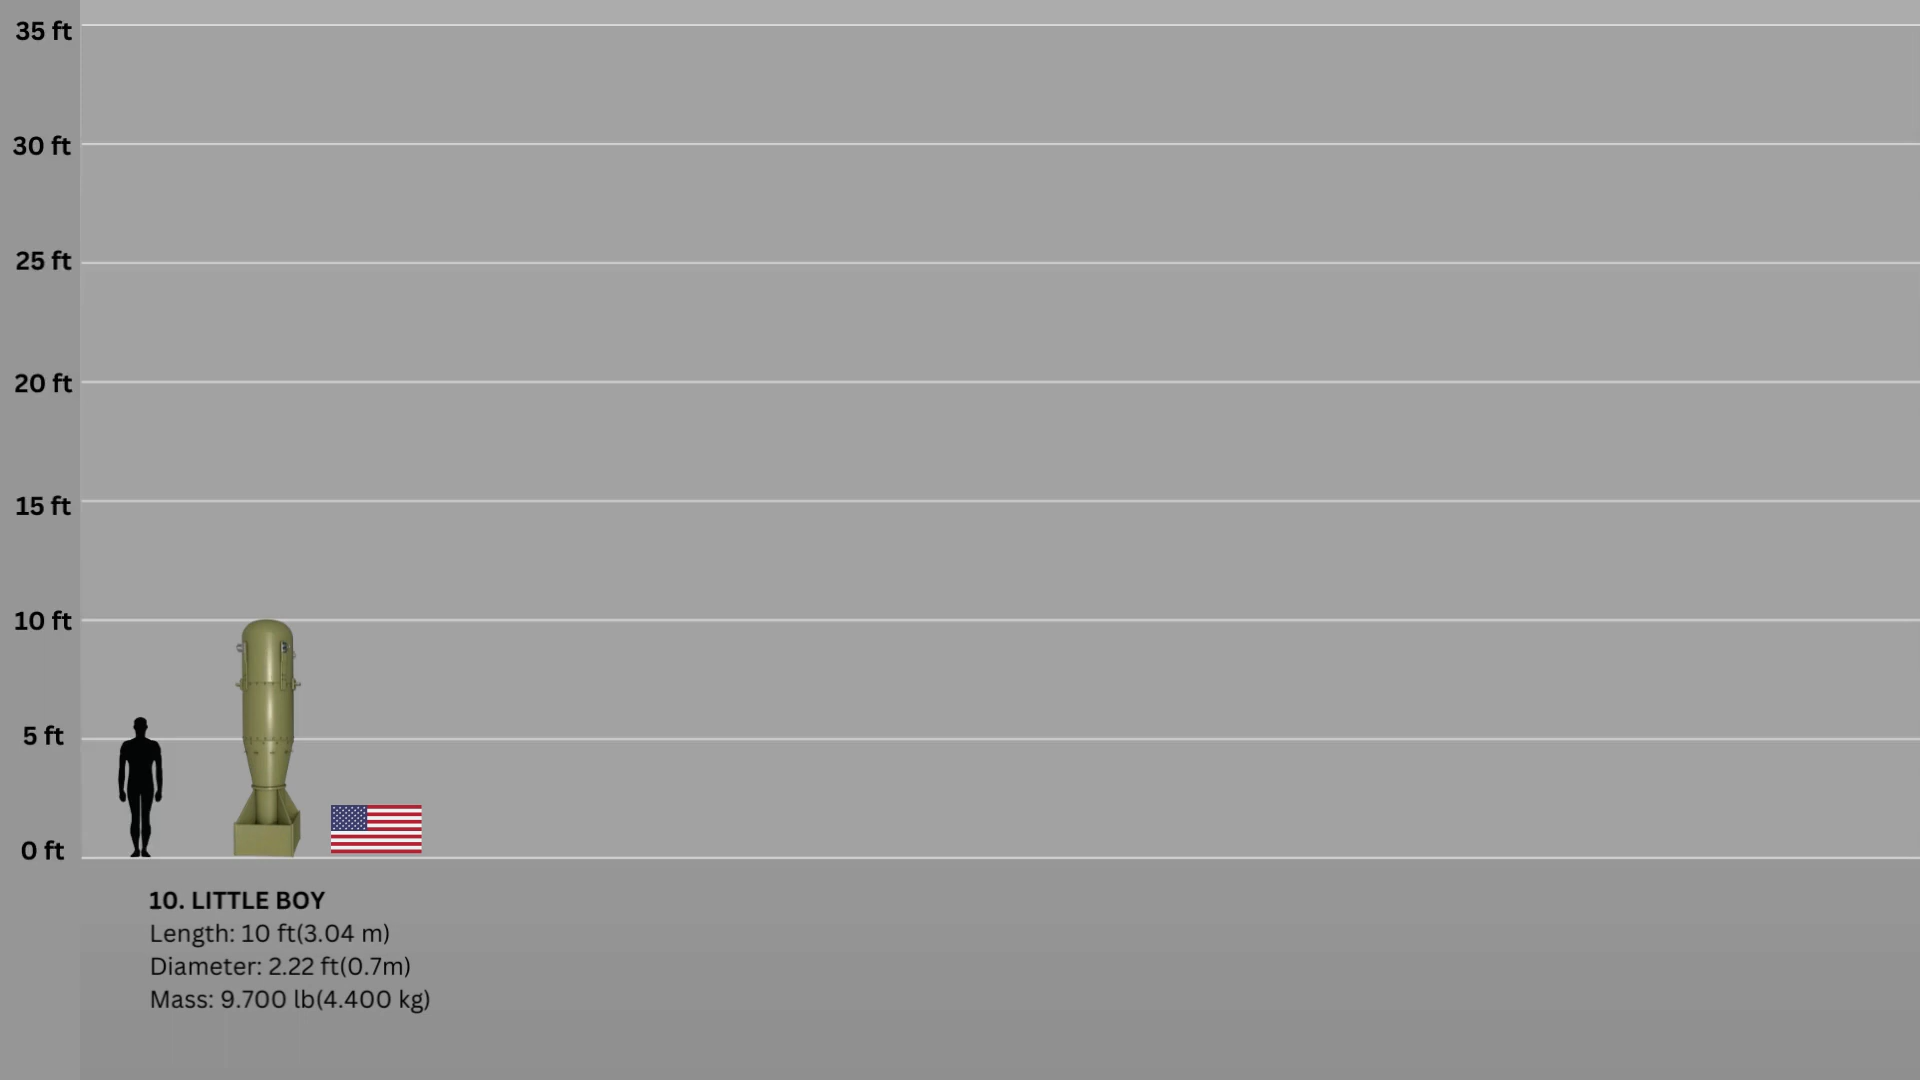 35 ft
30 ft
25 ft
20 ft
15 ft
10 ft
5 ft
0 ft
10. LITTLE BOY
Length: 10 ft(3.04 m)
Diameter: 2.22 ft(0.7m)
Mass: 9.700 lb(4.400 kg)